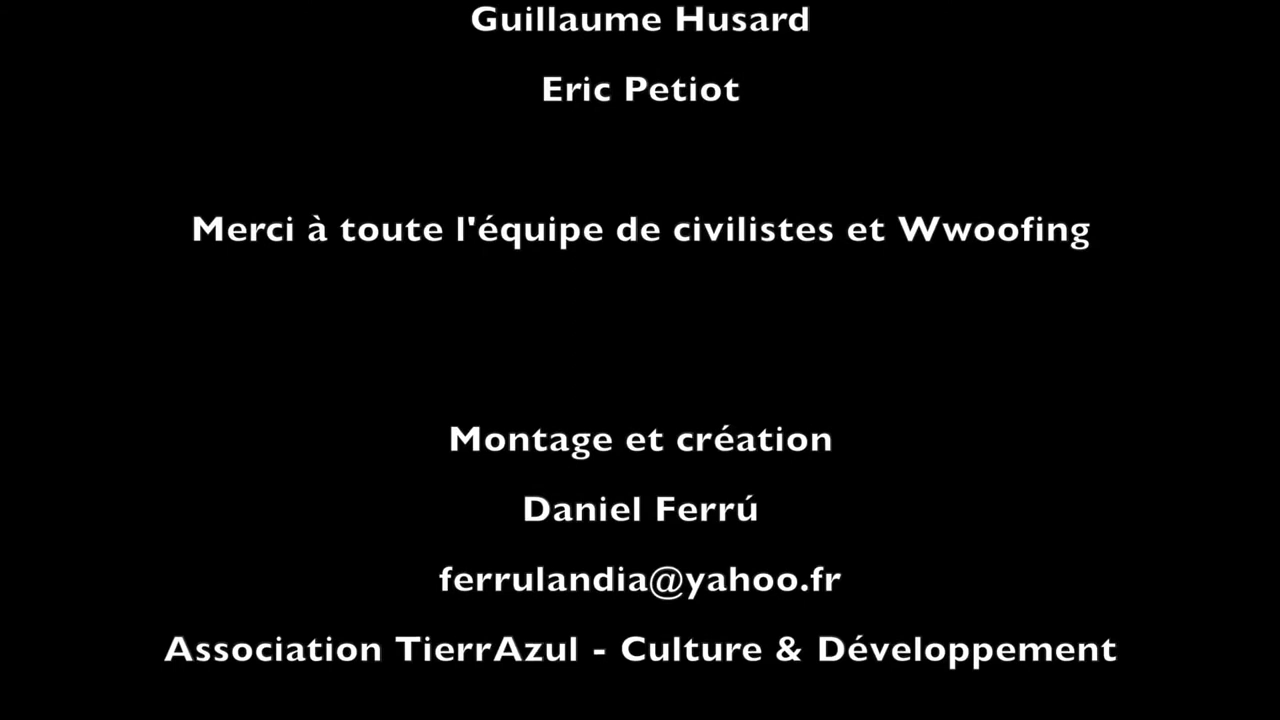 Guillaume Husard
Eric Petiot
Merci à toute l'équipe de civilistes et Wwoofing
Montage et création
Daniel Ferrú
ferrulandia@yahoo.fr
Association TierrAzul - Culture & Développement